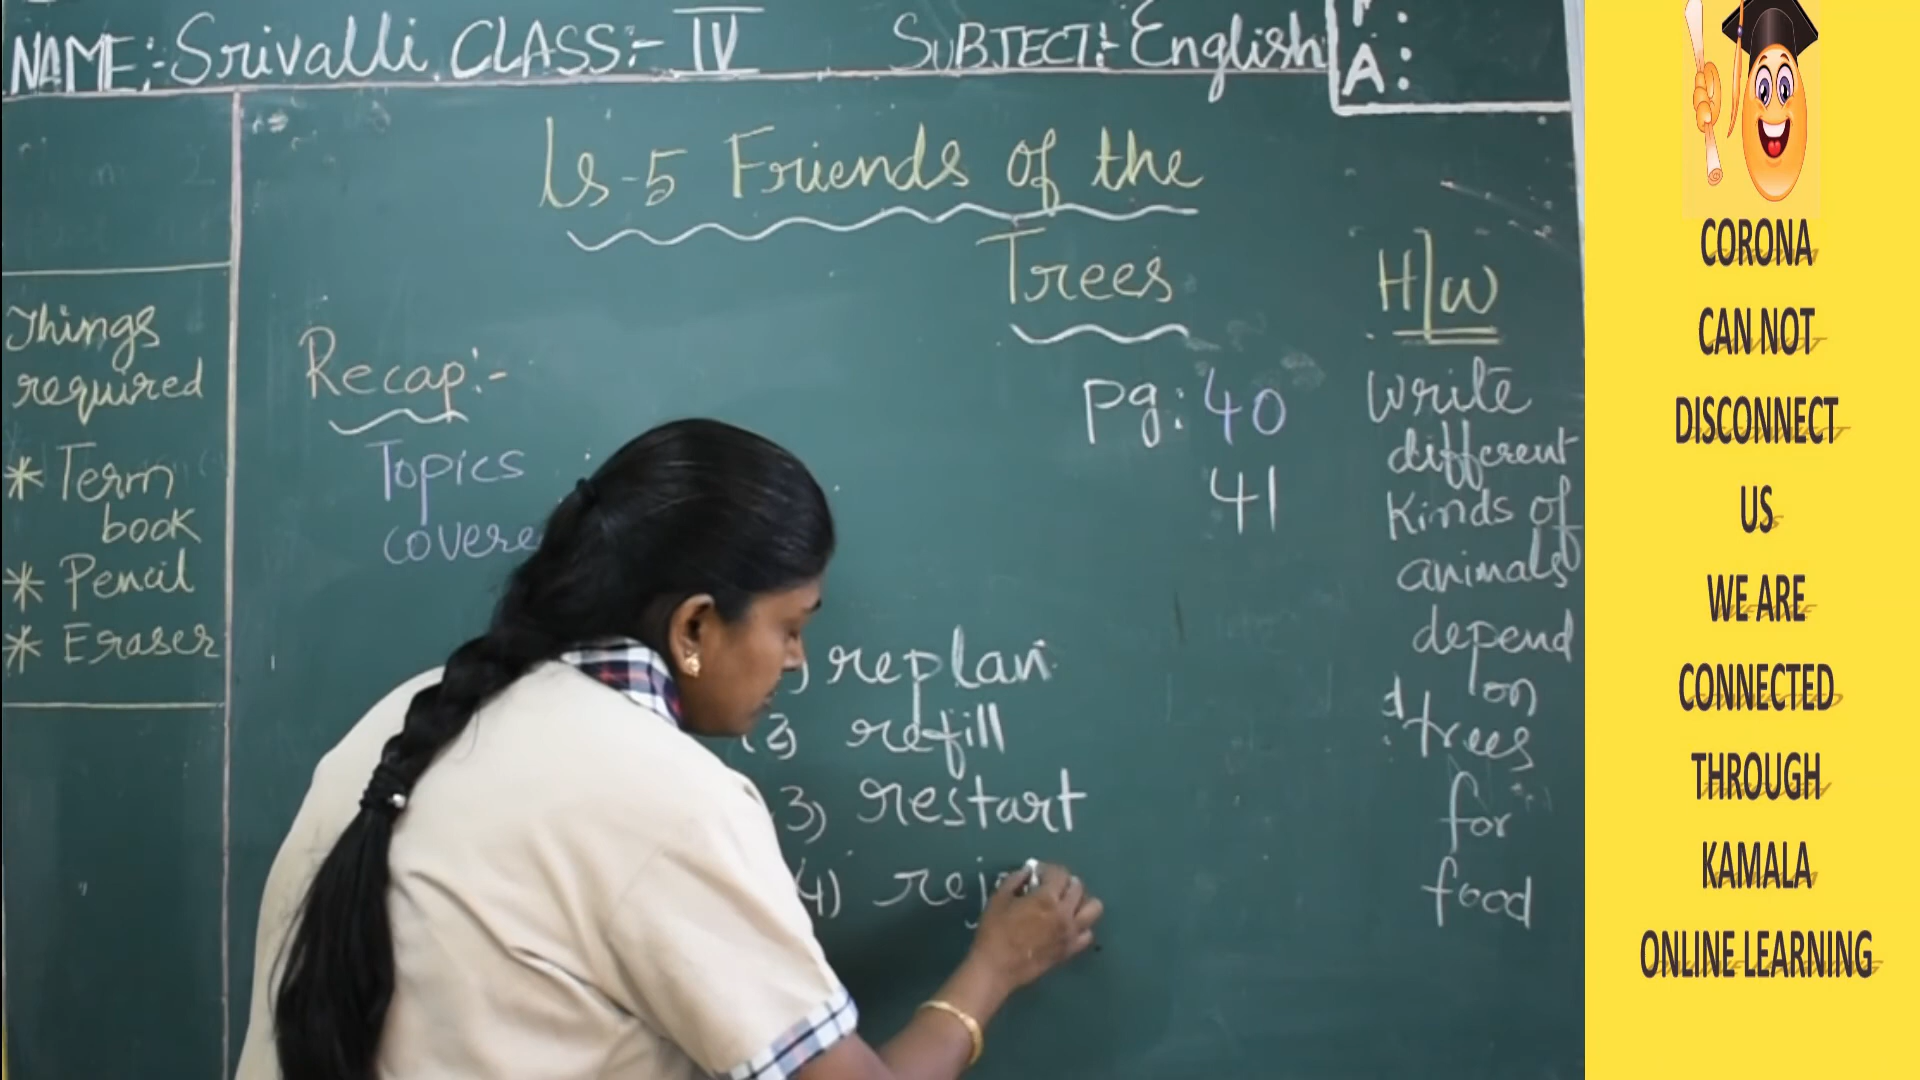 NAME:- Srivalli CLASS:- IV SUBJECT:- English
A :
Ls-5 Friends of the
Trees
Things
required
* Term
book
* Pencil
* Eraser
Recap:-
Topics
pg: 40
41
) replan
(2) refill
3) restart
(4)
H/W
Write
different
Kinds of
animals
depend
on
trees
for
food
CORONA
CAN NOT
DISCONNECT
US
WE ARE
CONNECTED
THROUGH
KAMALA
ONLINE LEARNING